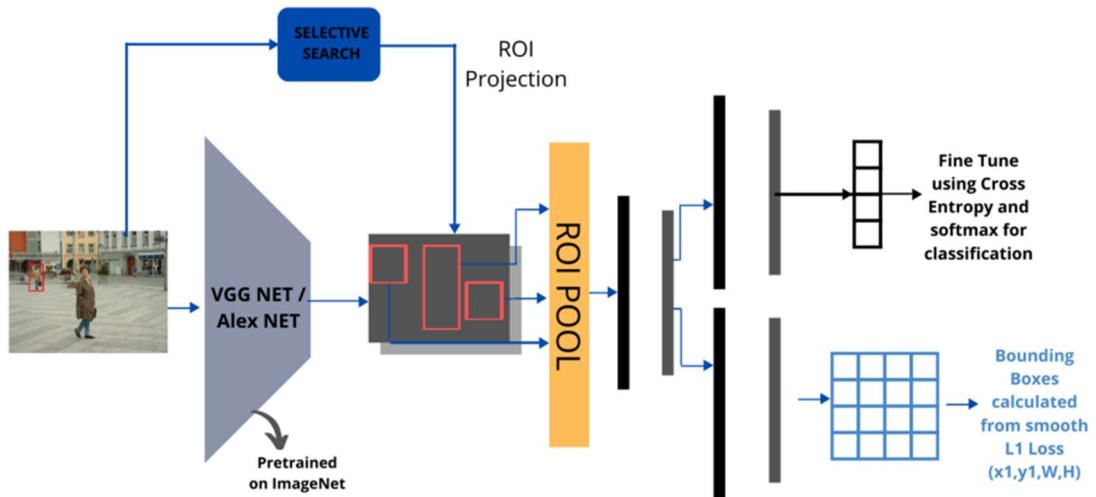 SELECTIVE
SEARCH
ROI
Projection
VGG NET /
Alex NET
Pretrained
on ImageNet
ROI POOL
Fine Tune
using Cross
Entropy and
softmax for
classification
Bounding
Boxes
calculated
from smooth
L1 Loss
(x1,y1,W,H)